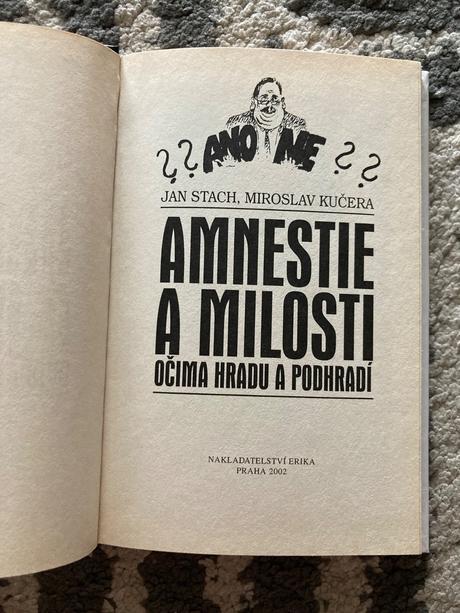 ?? ANO NE ??
JAN STACH, MIROSLAV KUČERA
AMNESTIE
A MILOSTI
OČIMA HRADU A PODHRADÍ
NAKLADATELSTVÍ ERIKA
PRAHA 2002